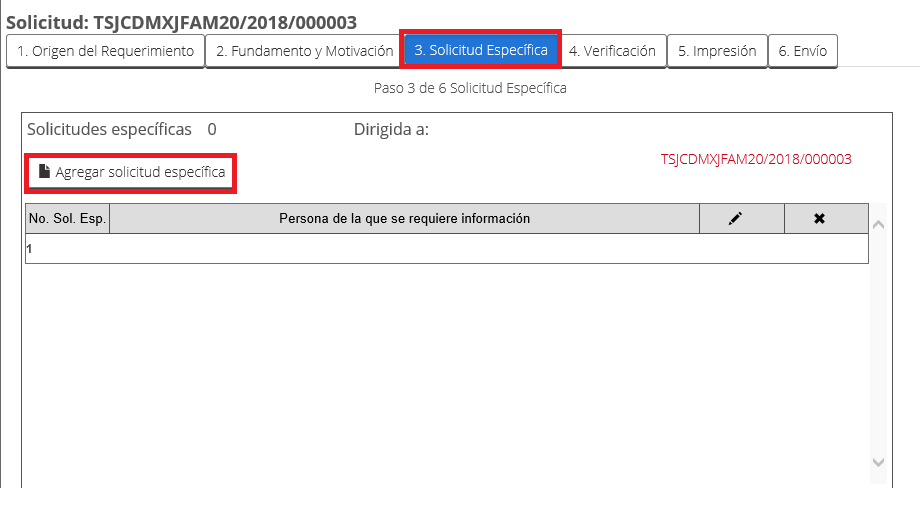 Solicitud: TSJCDMXJFAM20/2018/000003
1. Origen del Requerimiento 2. Fundamento y Motivación 3. Solicitud Específica 4. Verificación 5. Impresión 6. Envío
Paso 3 de 6 Solicitud Específica
Solicitudes específicas 0 Dirigida a:
TSJCDMXJFAM20/2018/000003
Agregar solicitud específica
No. Sol. Esp. Persona de la que se requiere información
1